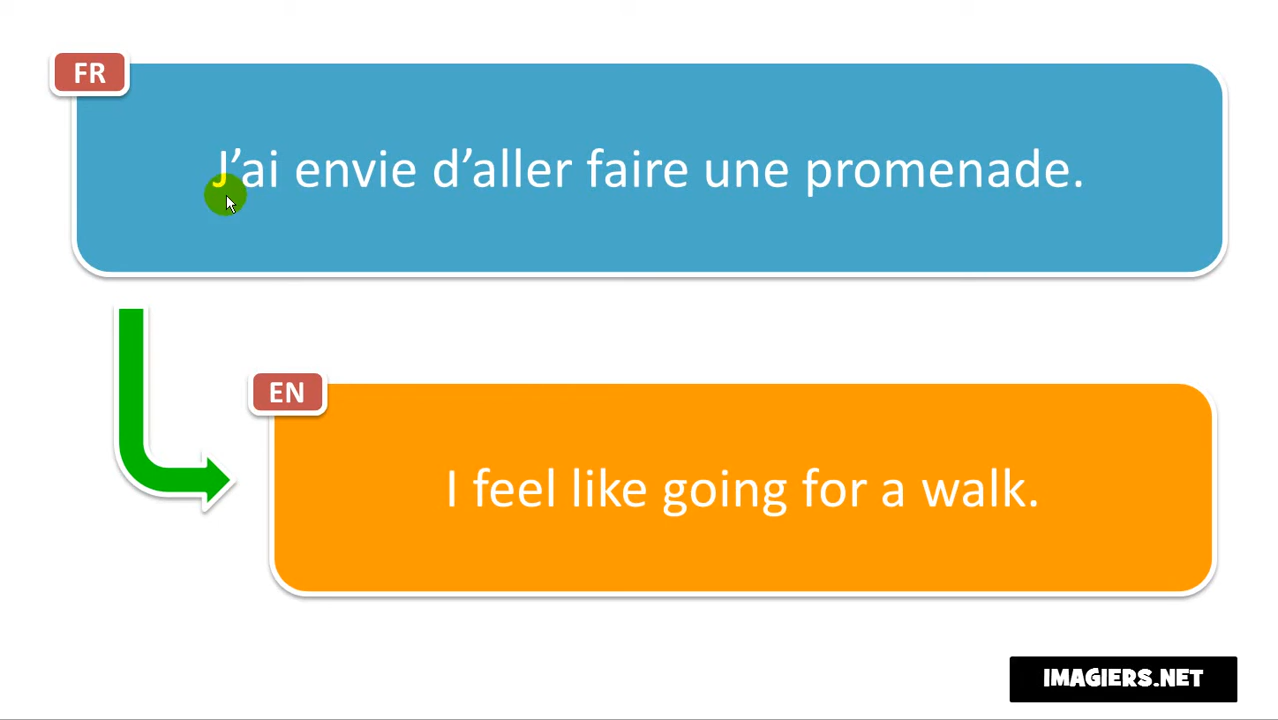 FR
J’ai envie d’aller faire une promenade.
EN
I feel like going for a walk.
IMAGIERS.NET